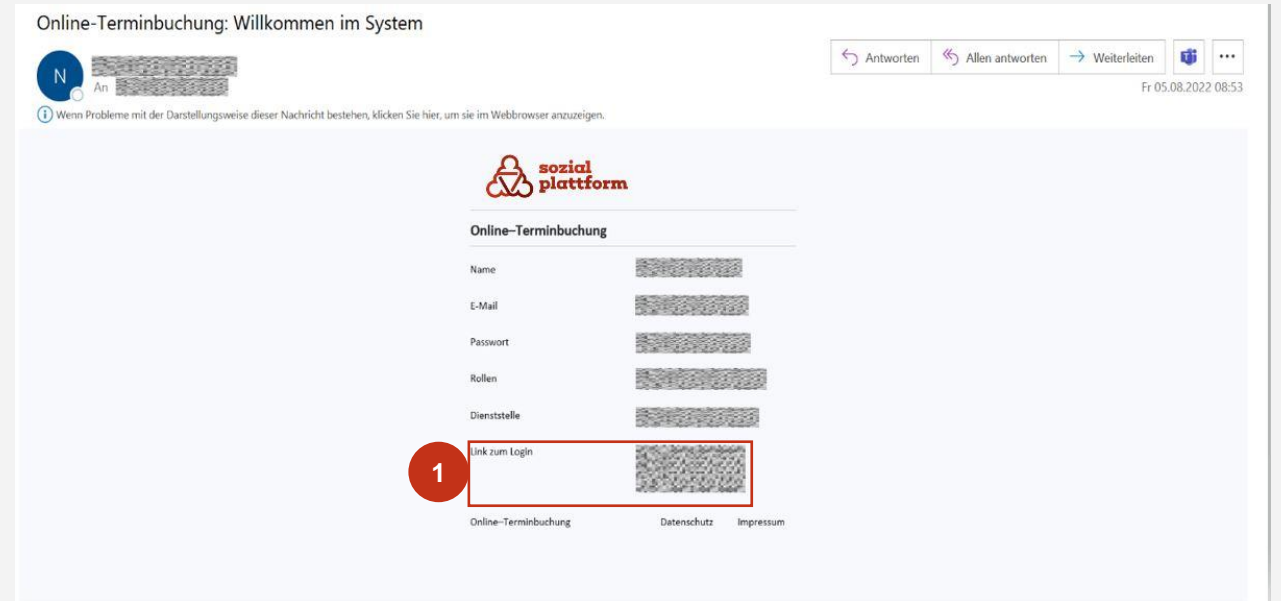 Online-Terminbuchung: Willkommen im System
N
An
Antworten
Allen antworten
Weiterleiten
Fr 05.08.2022 08:53
Wenn Probleme mit der Darstellungsweise dieser Nachricht bestehen, klicken Sie hier, um sie im Webbrowser anzuzeigen.
sozial
plattform
Online–Terminbuchung
Name
E-Mail
Passwort
Rollen
Dienststelle
1
Link zum Login
Online–Terminbuchung Datenschutz Impressum